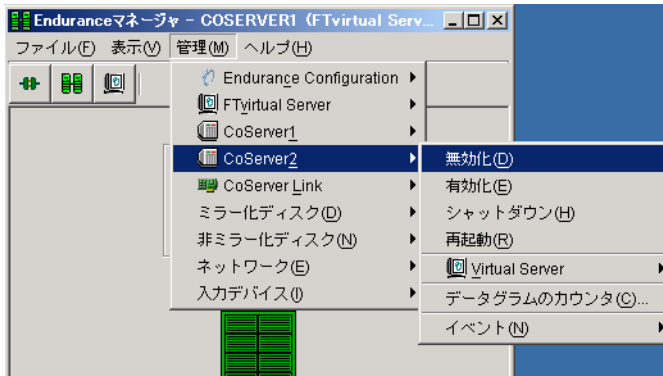 Enduranceマネージャ - COSERVER1 (FTvirtual Serv...
ファイル(F) 表示(V) 管理(M) ヘルプ(H)
Endurance Configuration
FTvirtual Server
CoServer1
CoServer2
CoServer Link
ミラー化ディスク(D)
非ミラー化ディスク(N)
ネットワーク(E)
入力デバイス(I)
無効化(D)
有効化(E)
シャットダウン(H)
再起動(R)
Virtual Server
データグラムのカウンタ(C)...
イベント(N)